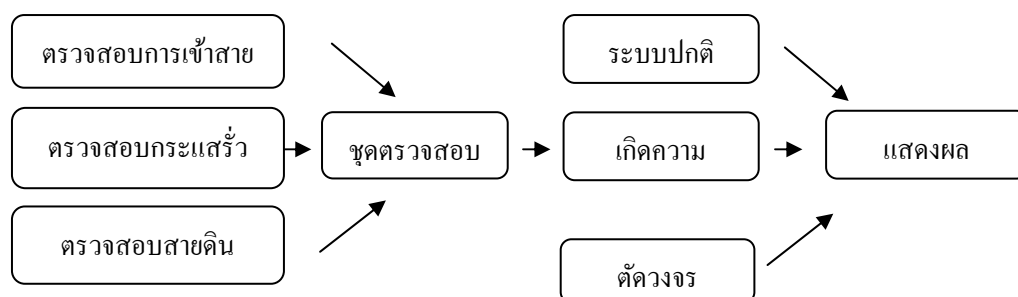 ตรวจสอบการเข้าสาย
ระบบปกติ
ตรวจสอบกระแสรั่ว
ชุดตรวจสอบ
เกิดความ
แสดงผล
ตรวจสอบสายดิน
ตัดวงจร